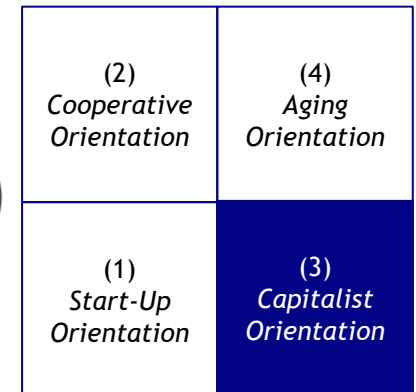 (2)
Cooperative
Orientation
(4)
Aging
Orientation
(1)
Start-Up
Orientation
(3)
Capitalist
Orientation